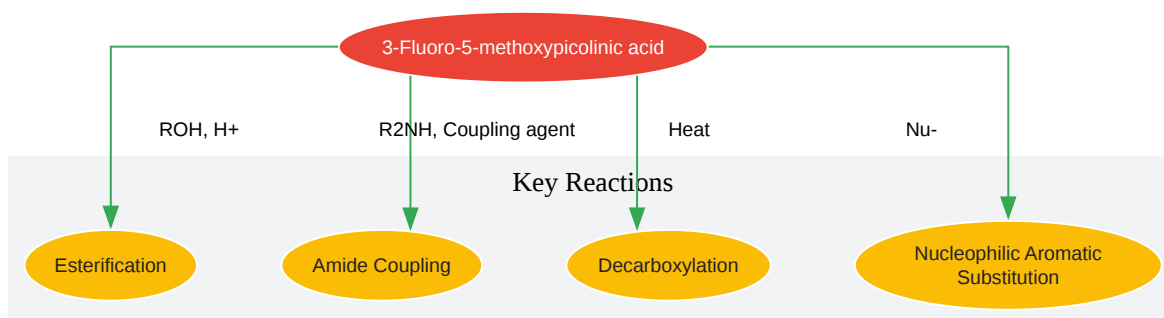 3-Fluoro-5-methoxypicolinic acid
ROH, H+
R2NH, Coupling agent
Heat
Nu-
Key Reactions
Esterification
Amide Coupling
Decarboxylation
Nucleophilic Aromatic
Substitution